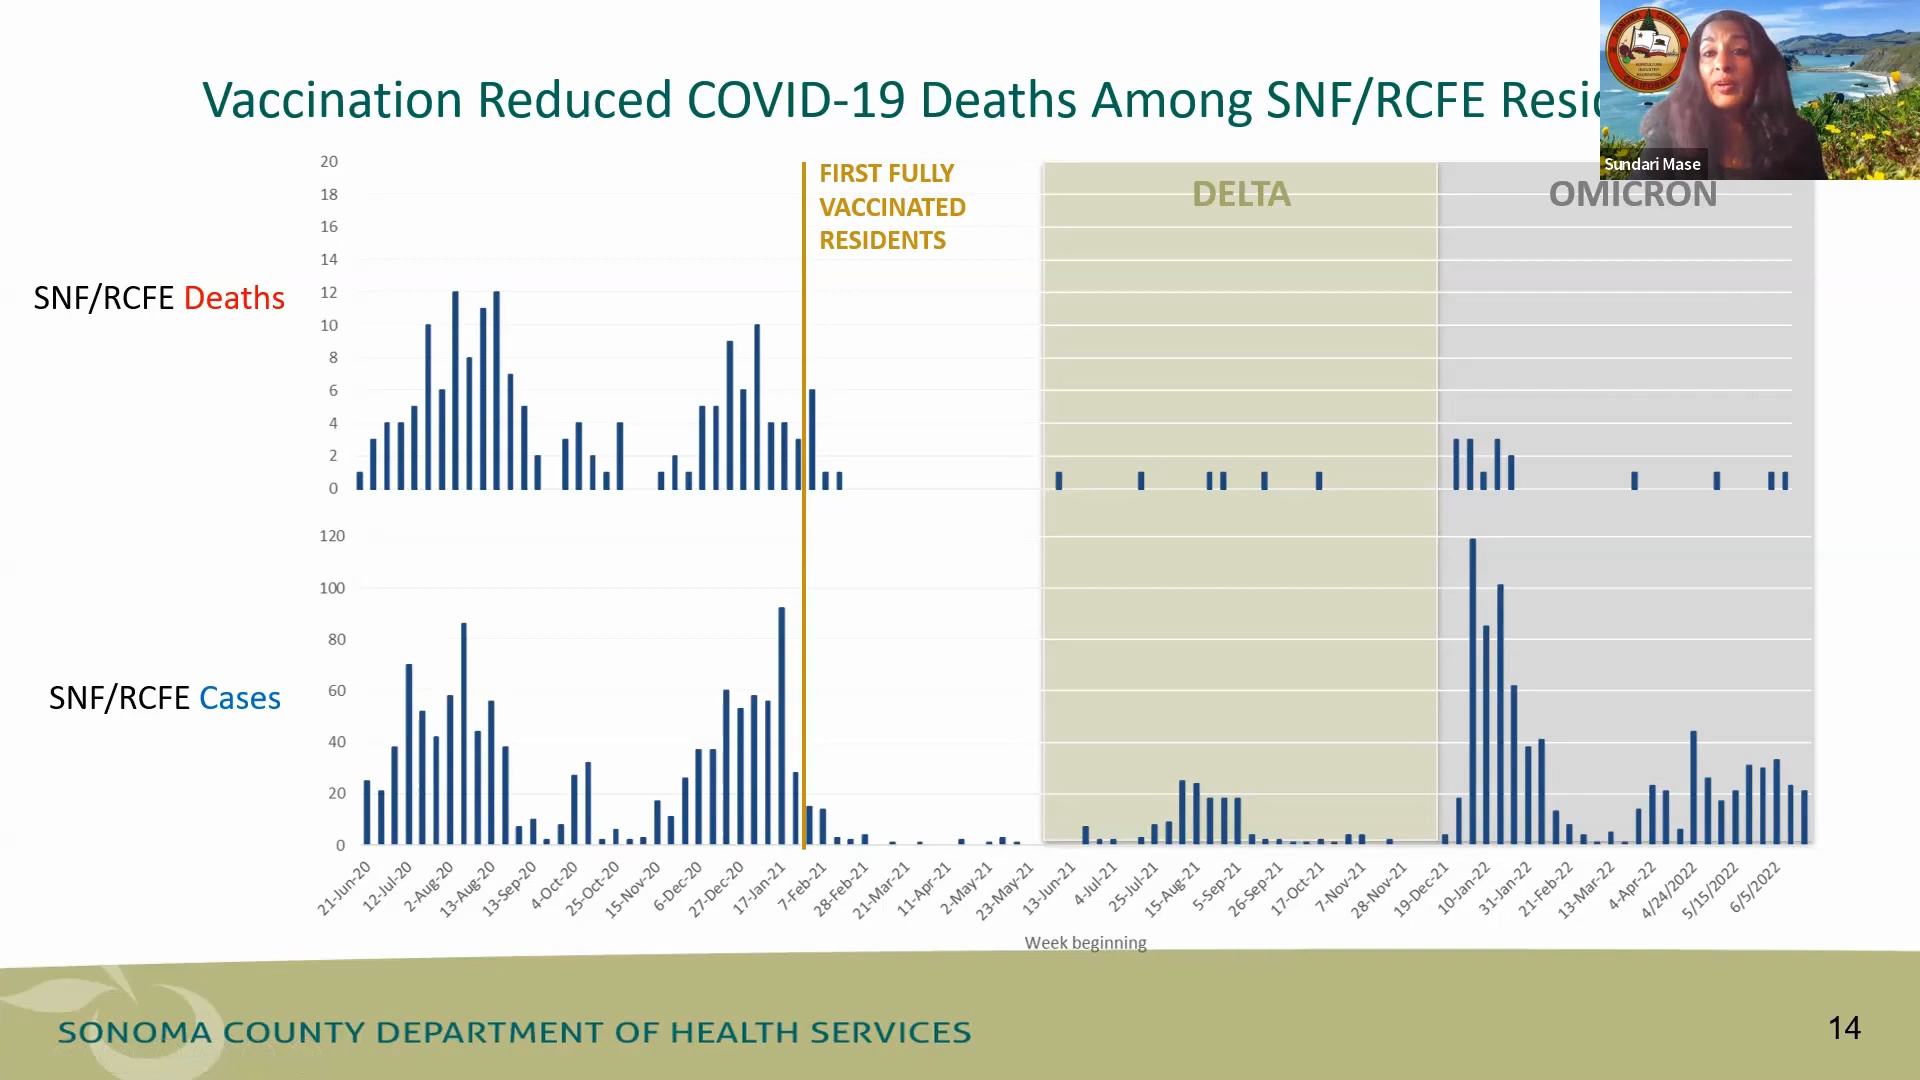 Vaccination Reduced COVID-19 Deaths Among SNF/RCFE
Sundari Mase
SONOMA COUNTY
CALIFORNIA
FIRST FULLY
VACCINATED
RESIDENTS
DELTA
OMICRON
SNF/RCFE Deaths
20
18
16
14
12
10
8
6
4
2
0
SNF/RCFE Cases
120
100
80
60
40
20
0
21-Jun-20
12-Jul-20
2-Aug-20
13-Aug-20
13-Sep-20
4-Oct-20
25-Oct-20
15-Nov-20
6-Dec-20
27-Dec-20
17-Jan-21
7-Feb-21
28-Feb-21
21-Mar-21
11-Apr-21
2-May-21
23-May-21
13-Jun-21
4-Jul-21
25-Jul-21
15-Aug-21
5-Sep-21
26-Sep-21
17-Oct-21
7-Nov-21
28-Nov-21
19-Dec-21
10-Jan-22
31-Jan-22
21-Feb-22
13-Mar-22
4-Apr-22
4/24/2022
5/15/2022
6/5/2022
Week beginning
SONOMA COUNTY DEPARTMENT OF HEALTH SERVICES
14